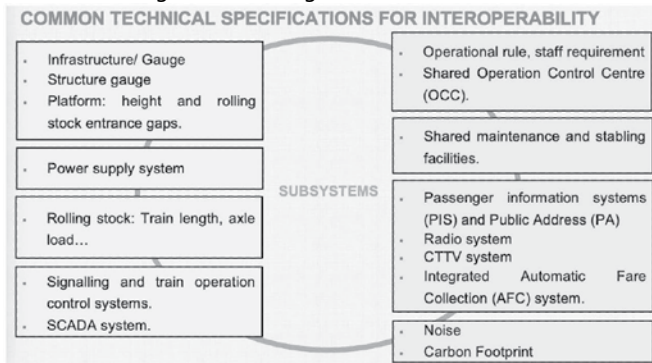 COMMON TECHNICAL SPECIFICATIONS FOR INTEROPERABILITY
- Infrastructure/ Gauge
- Structure gauge
- Platform: height and rolling
stock entrance gaps.
- Power supply system
- Rolling stock: Train length, axle
load…
- Signalling and train operation
control systems.
- SCADA system.
SUBSYSTEMS
- Operational rule, staff requirement
- Shared Operation Control Centre
(OCC).
- Shared maintenance and stabling
facilities.
- Passenger information systems
(PIS) and Public Address (PA)
- Radio system
- CTTV system
- Integrated Automatic Fare
Collection (AFC) system.
- Noise
- Carbon Footprint